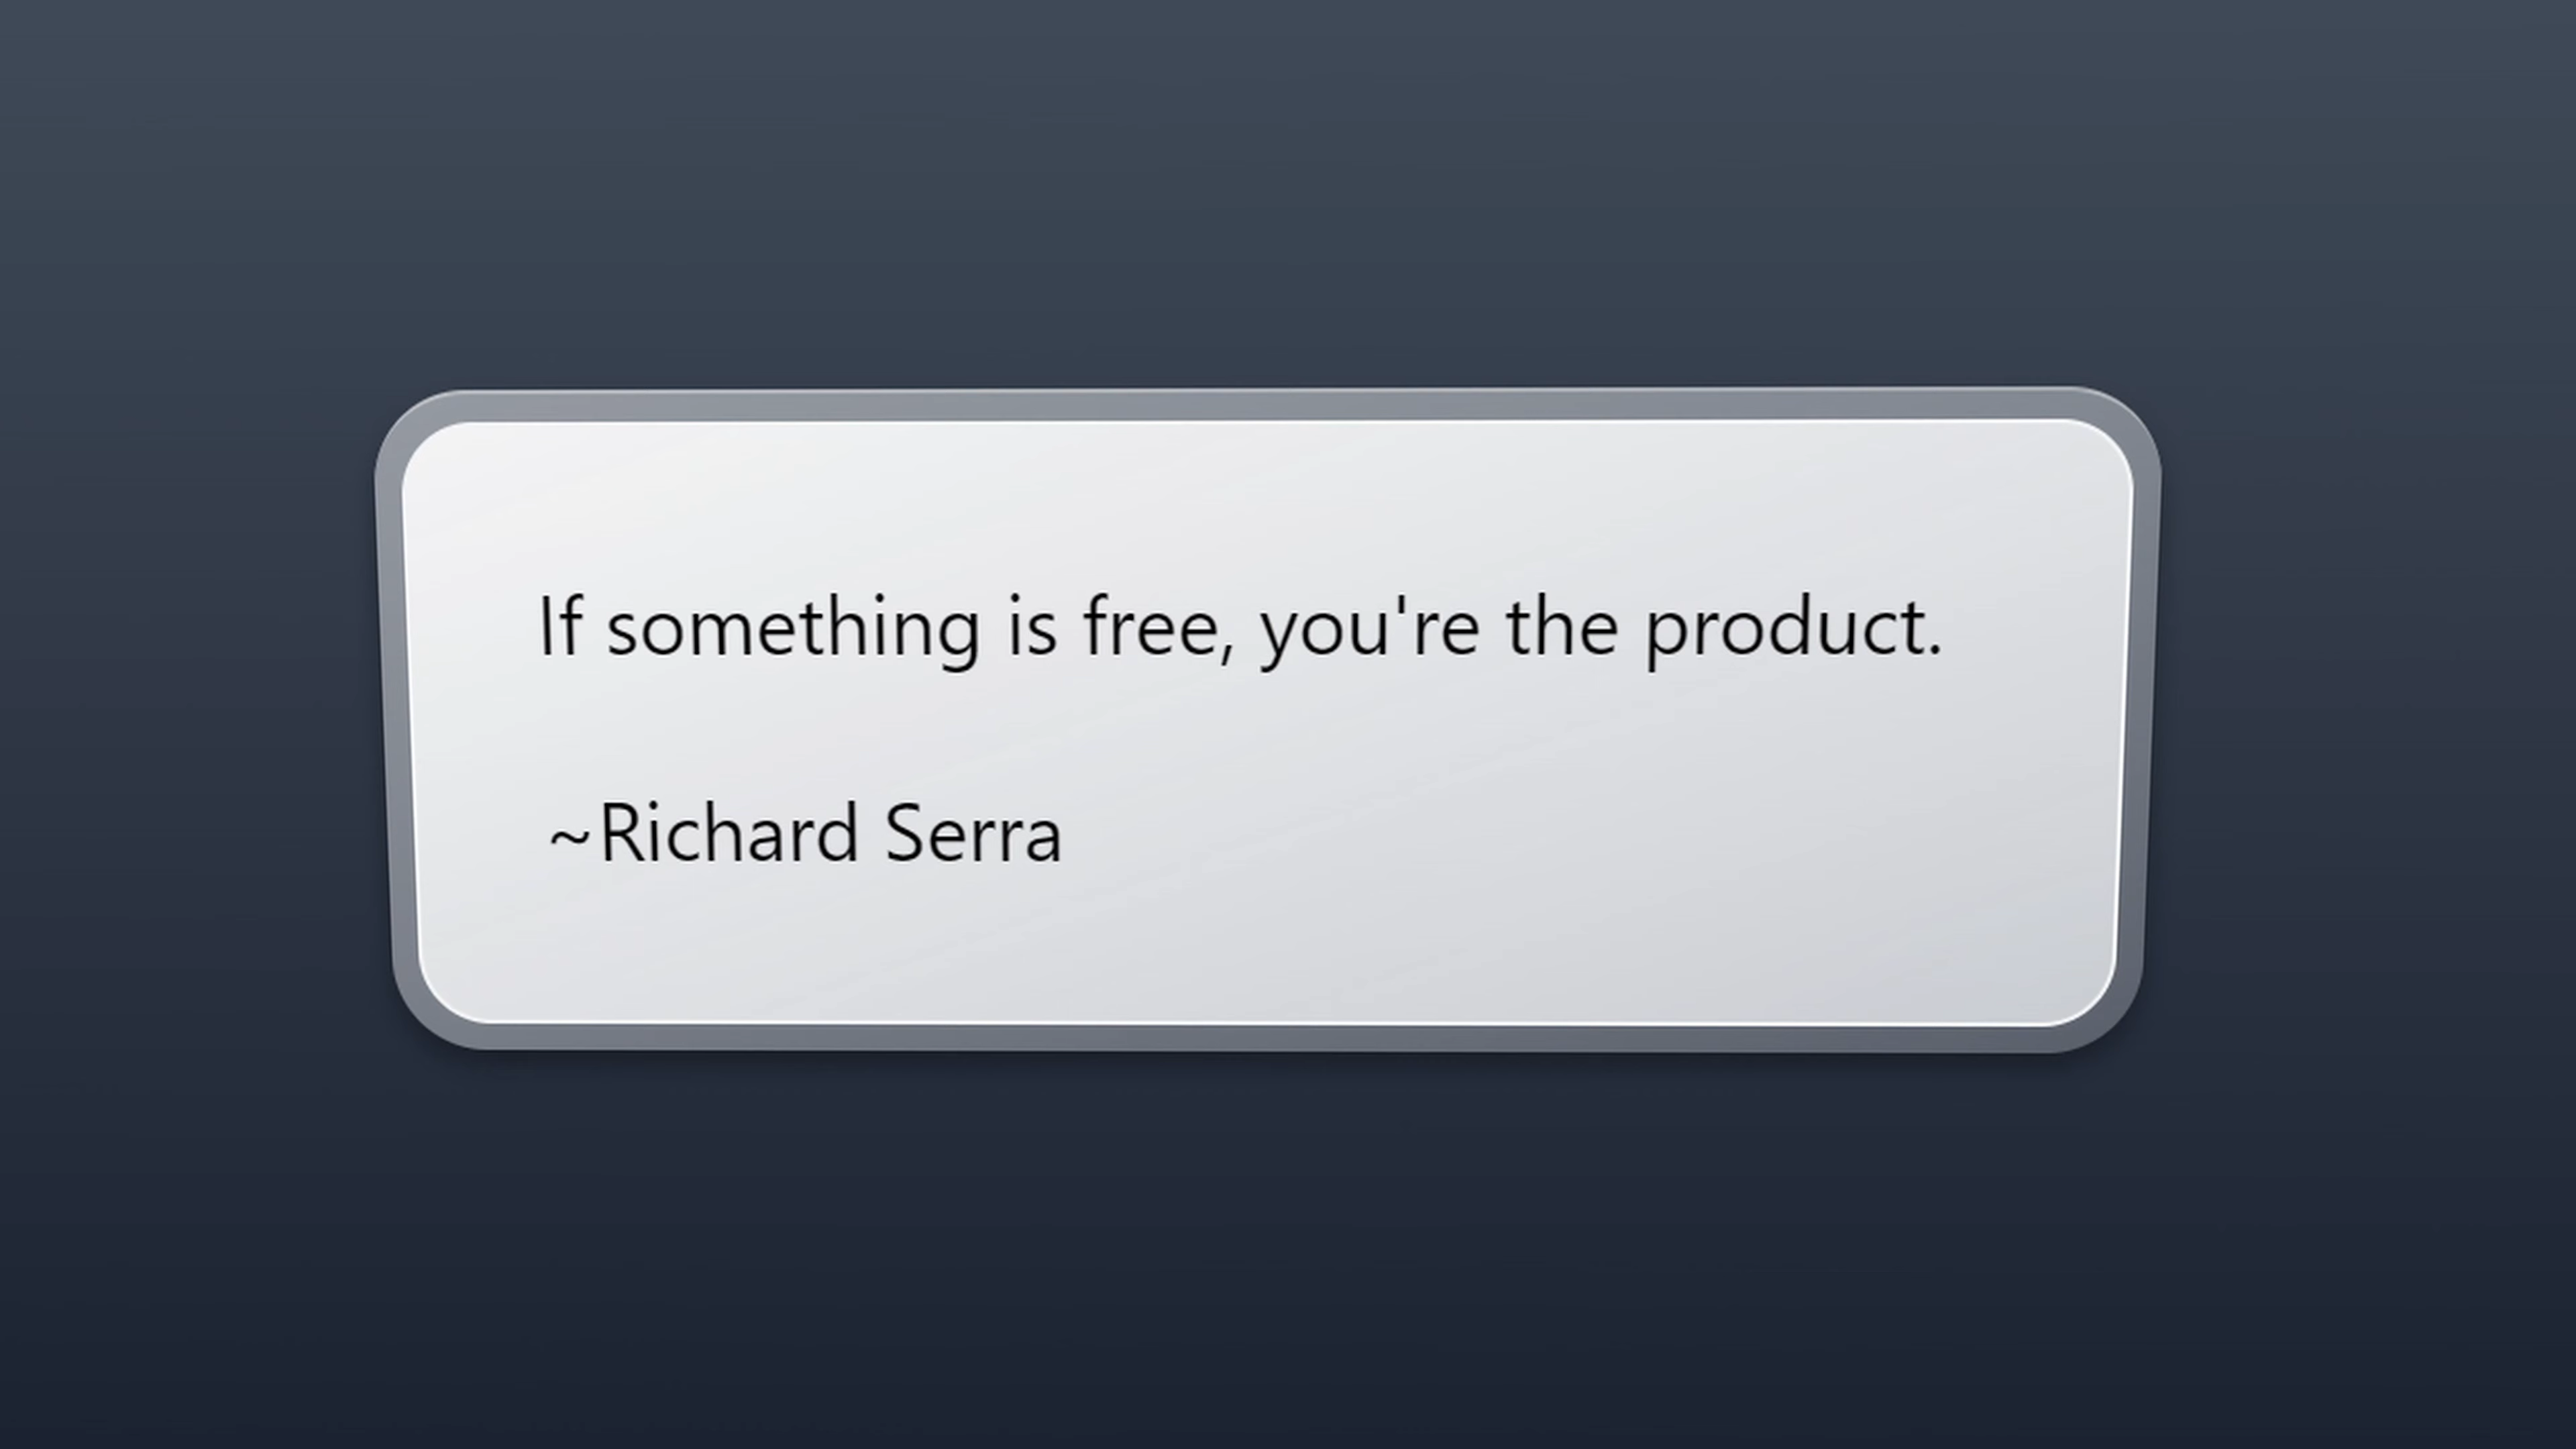 If something is free, you're the product.
~Richard Serra